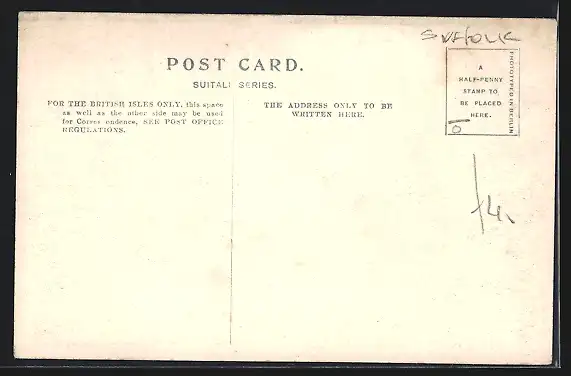 SUffOLK
POST CARD.
SUITALL SERIES.
FOR THE BRITISH ISLES ONLY, this space
as well as the other side may be used
for Corres ondence, SEE POST OFFICE
REGULATIONS.
THE ADDRESS ONLY TO BE
WRITTEN HERE.
A
HALF-PENNY
STAMP TO
BE PLACED
HERE.
PHOTOTYPED IN BERLIN